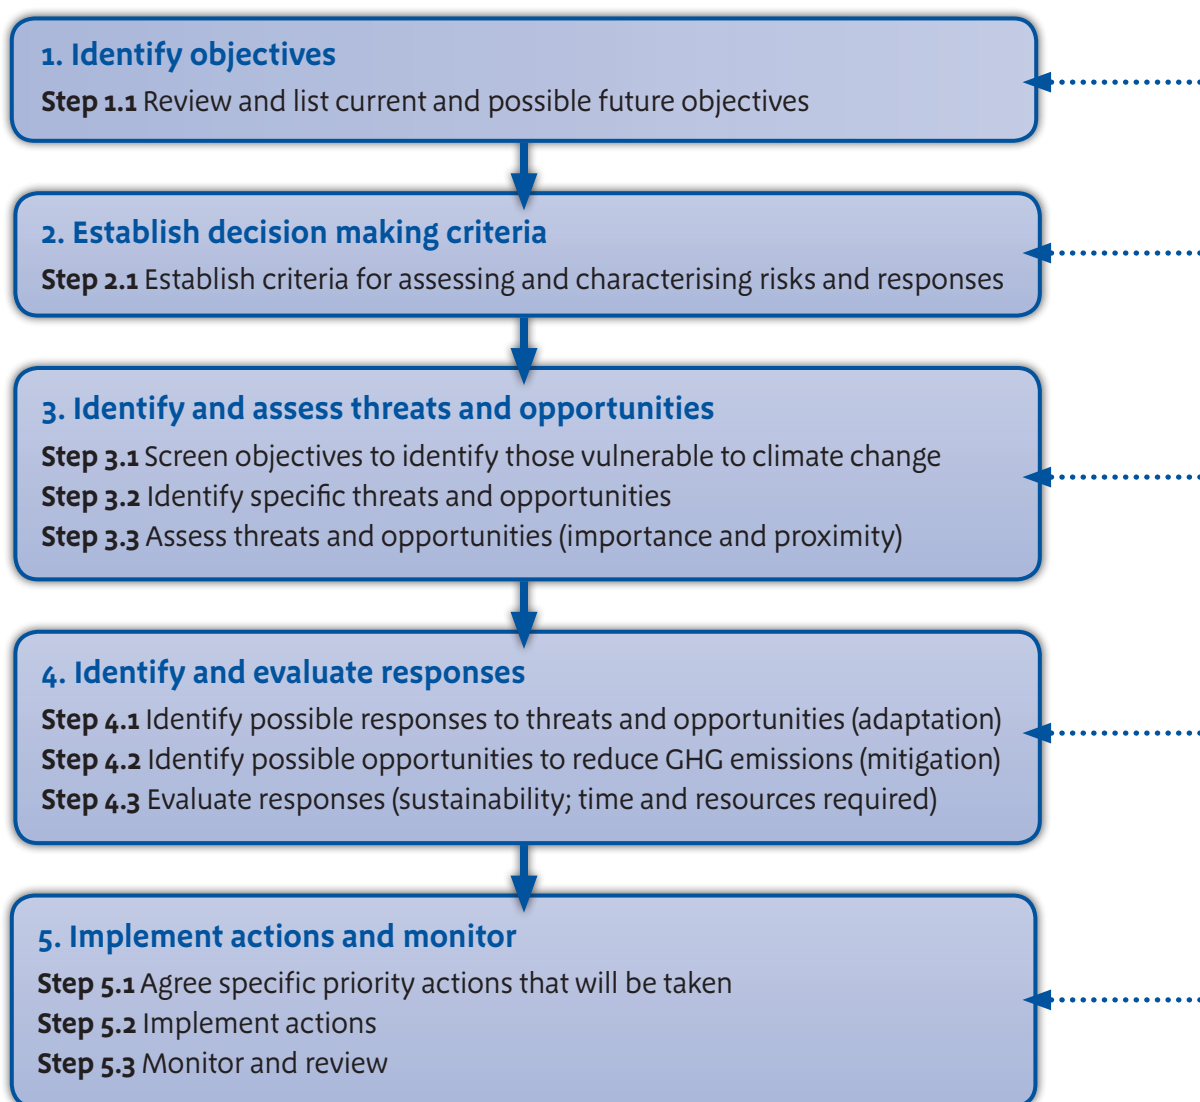 1. Identify objectives
Step 1.1 Review and list current and possible future objectives
2. Establish decision making criteria
Step 2.1 Establish criteria for assessing and characterising risks and responses
3. Identify and assess threats and opportunities
Step 3.1 Screen objectives to identify those vulnerable to climate change
Step 3.2 Identify specific threats and opportunities
Step 3.3 Assess threats and opportunities (importance and proximity)
4. Identify and evaluate responses
Step 4.1 Identify possible responses to threats and opportunities (adaptation)
Step 4.2 Identify possible opportunities to reduce GHG emissions (mitigation)
Step 4.3 Evaluate responses (sustainability; time and resources required)
5. Implement actions and monitor
Step 5.1 Agree specific priority actions that will be taken
Step 5.2 Implement actions
Step 5.3 Monitor and review